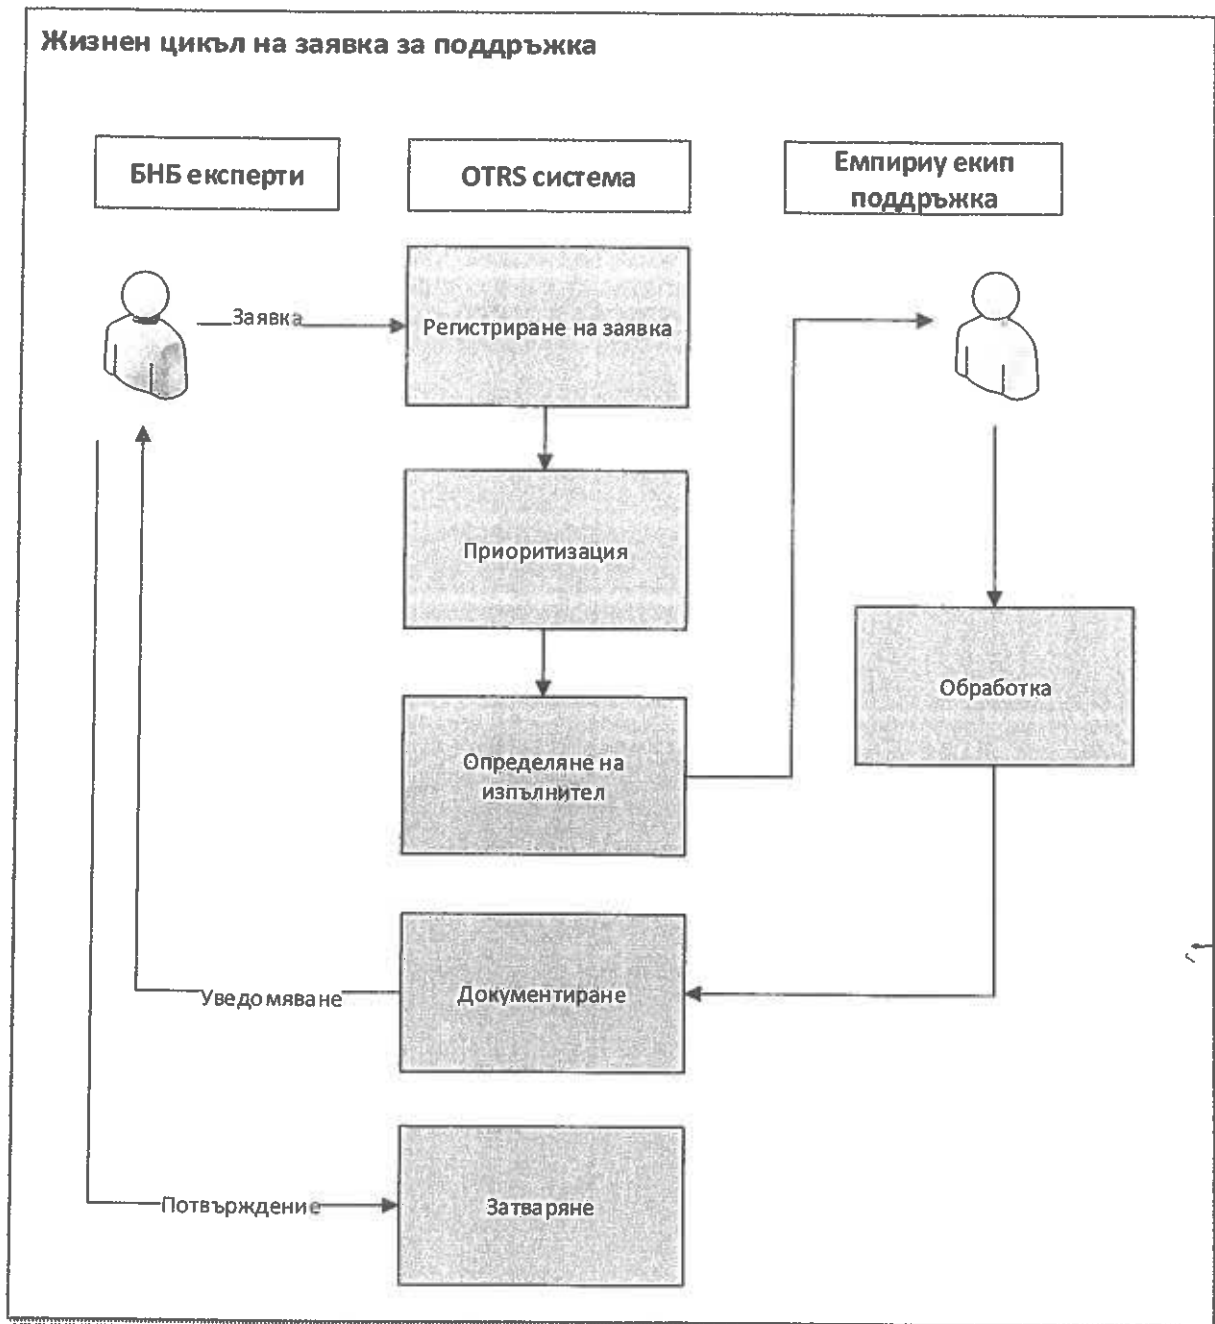 Жизнен цикъл на заявка за поддръжка
БНБ експерти
OTRS система
Емпириу екип
поддръжка
Заявка
Регистриране на заявка
Приоритизация
Обработка
Определяне на
изпълнител
Уведомяване
Документиране
Потвърждение
Затваряне